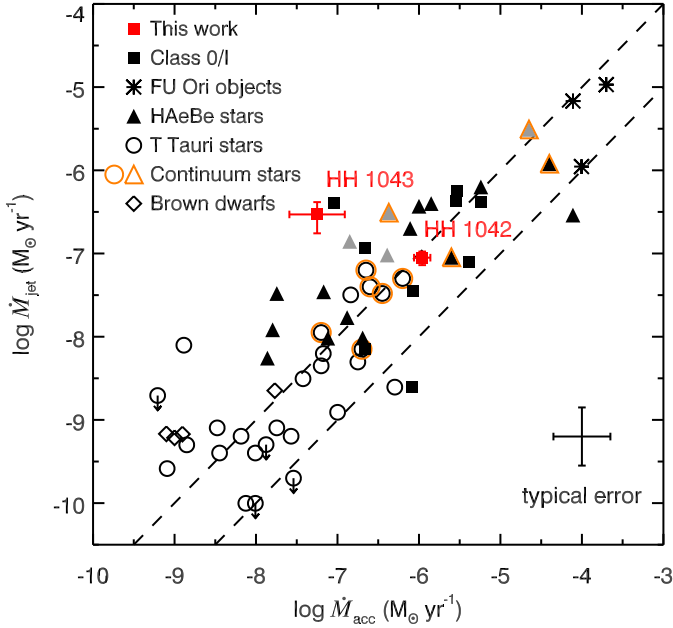 -4
-5
-6
-7
-8
-9
-10
log Ṁjet (M⊙ yr⁻¹)
This work
Class 0/I
FU Ori objects
HAeBe stars
T Tauri stars
Continuum stars
Brown dwarfs
HH 1043
HH 1042
typical error
-10 -9 -8 -7 -6 -5 -4 -3
log Ṁacc (M⊙ yr⁻¹)